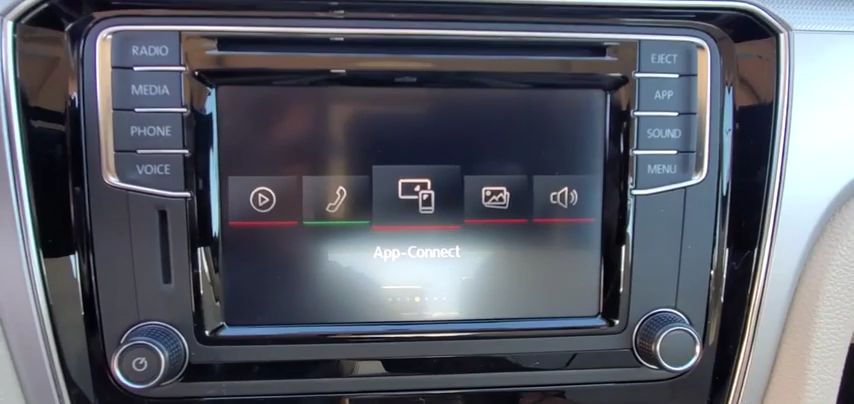 RADIO
MEDIA
PHONE
VOICE
EJECT
APP
SOUND
MENU
App-Connect